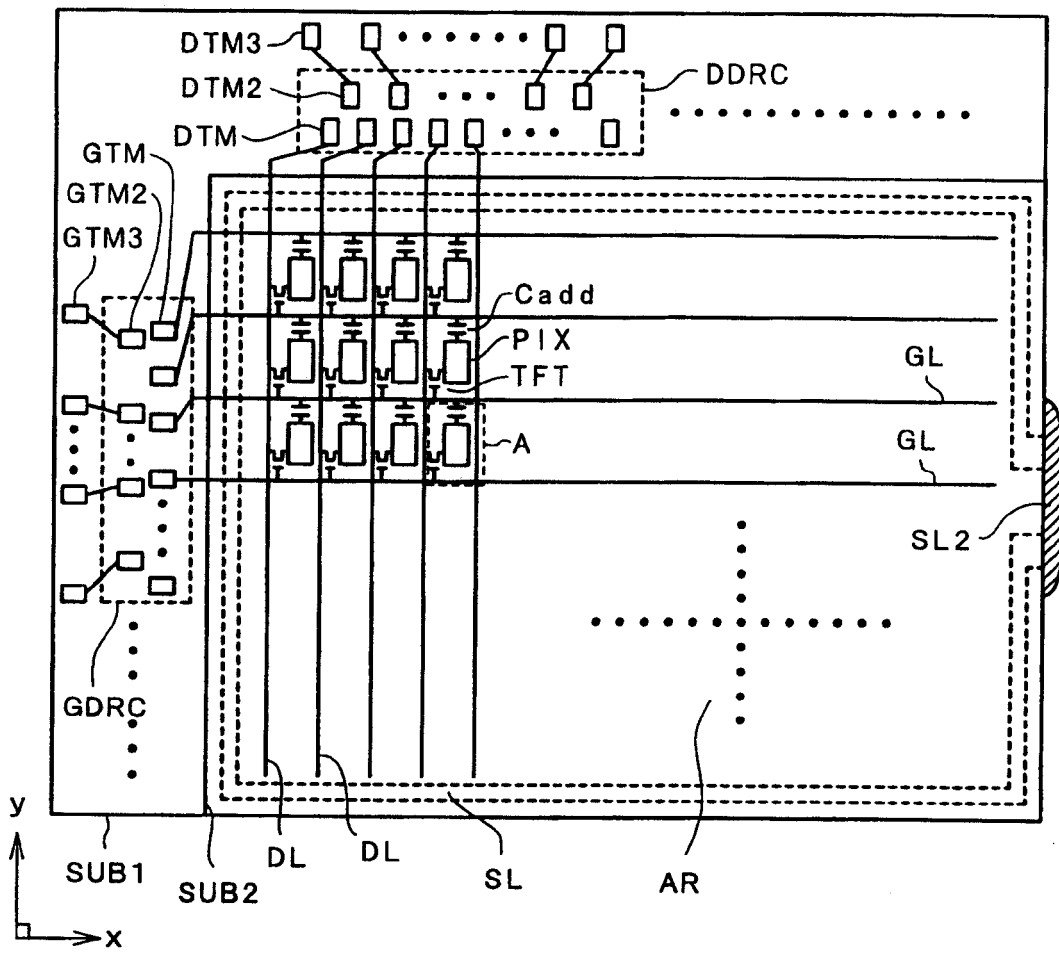 DTM3
DDRC
DTM2
DTM
GTM
GTM2
GTM3
Cadd
PIX
TFT
GL
A
GL
SL2
GDRC
y
SUB1
SUB2
DL
DL
SL
AR
x